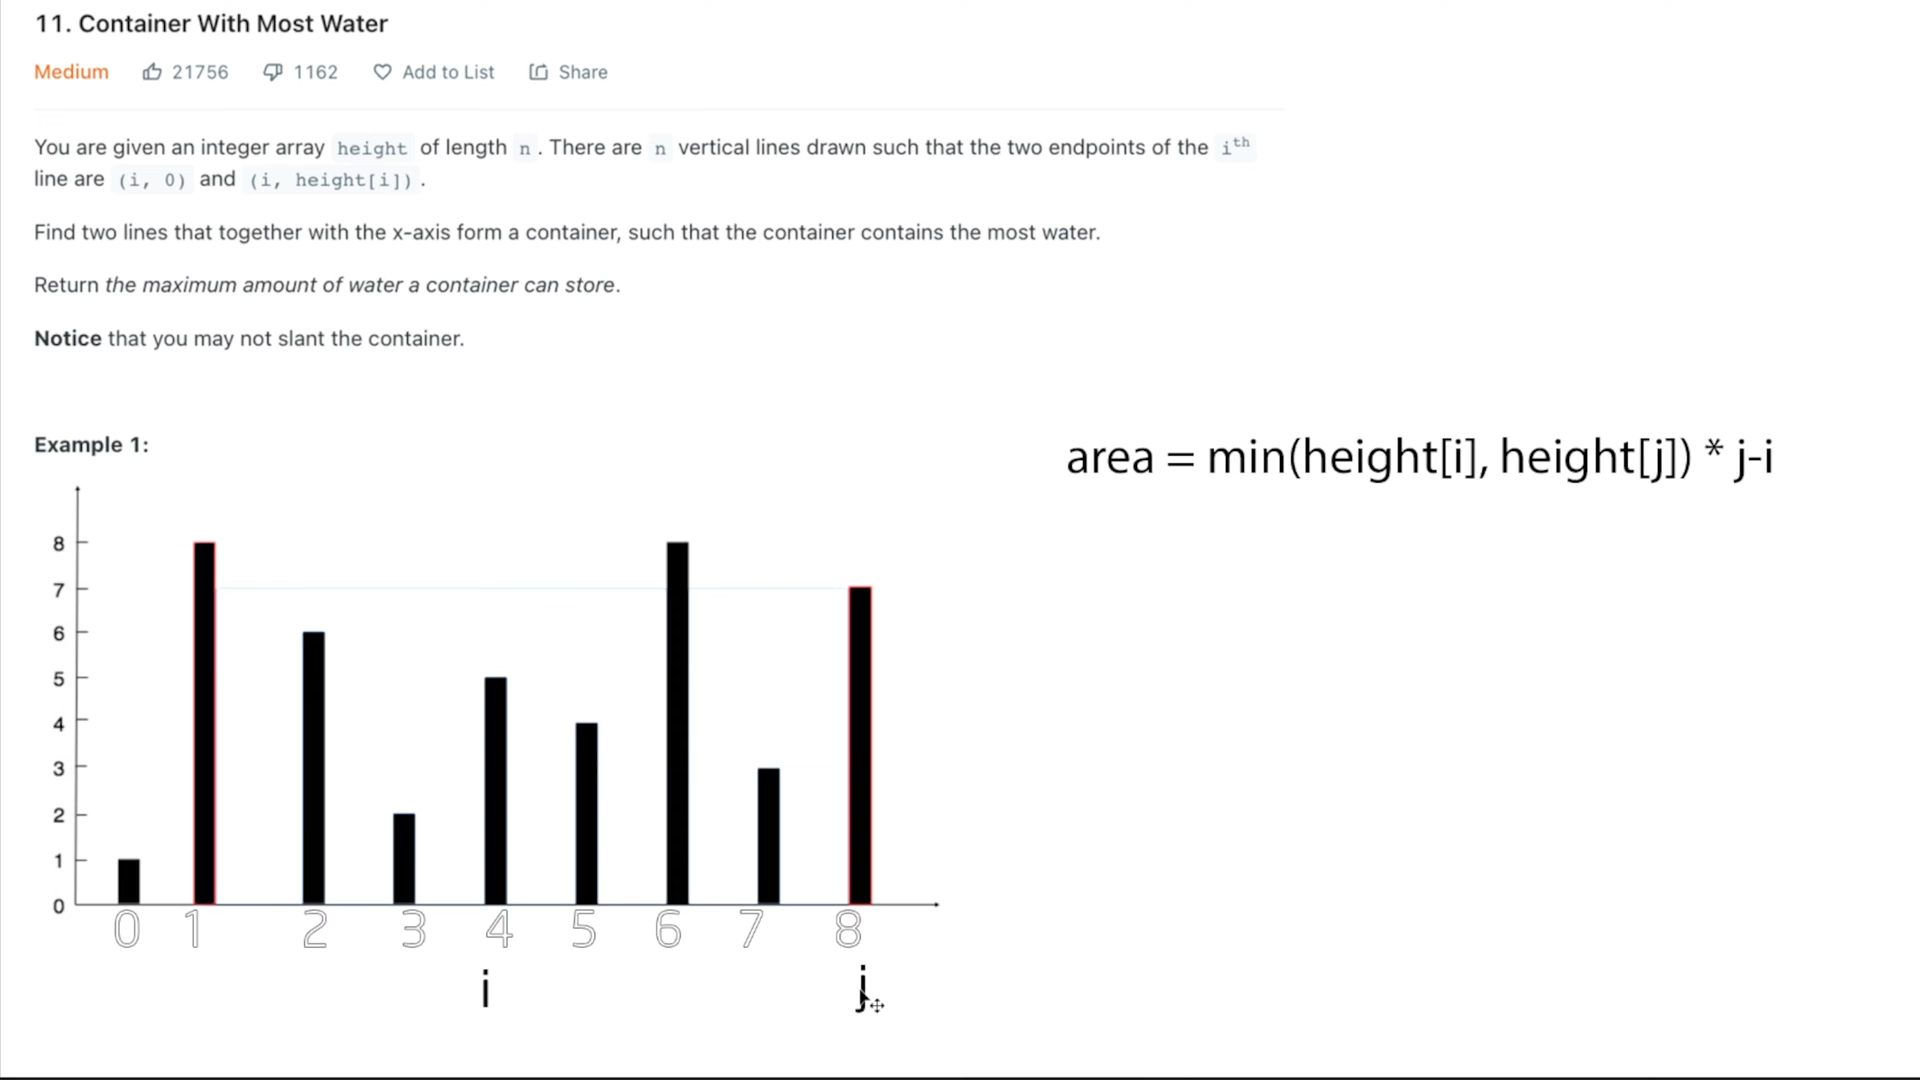 11. Container With Most Water
Medium 21756 1162 Add to List Share
You are given an integer array height of length n. There are n vertical lines drawn such that the two endpoints of the ith
line are (i, 0) and (i, height[i]).
Find two lines that together with the x-axis form a container, such that the container contains the most water.
Return the maximum amount of water a container can store.
Notice that you may not slant the container.
Example 1:
area = min(height[i], height[j]) * j-i
8
7
6
5
4
3
2
1
0
0 1 2 3 4 5 6 7 8
i j